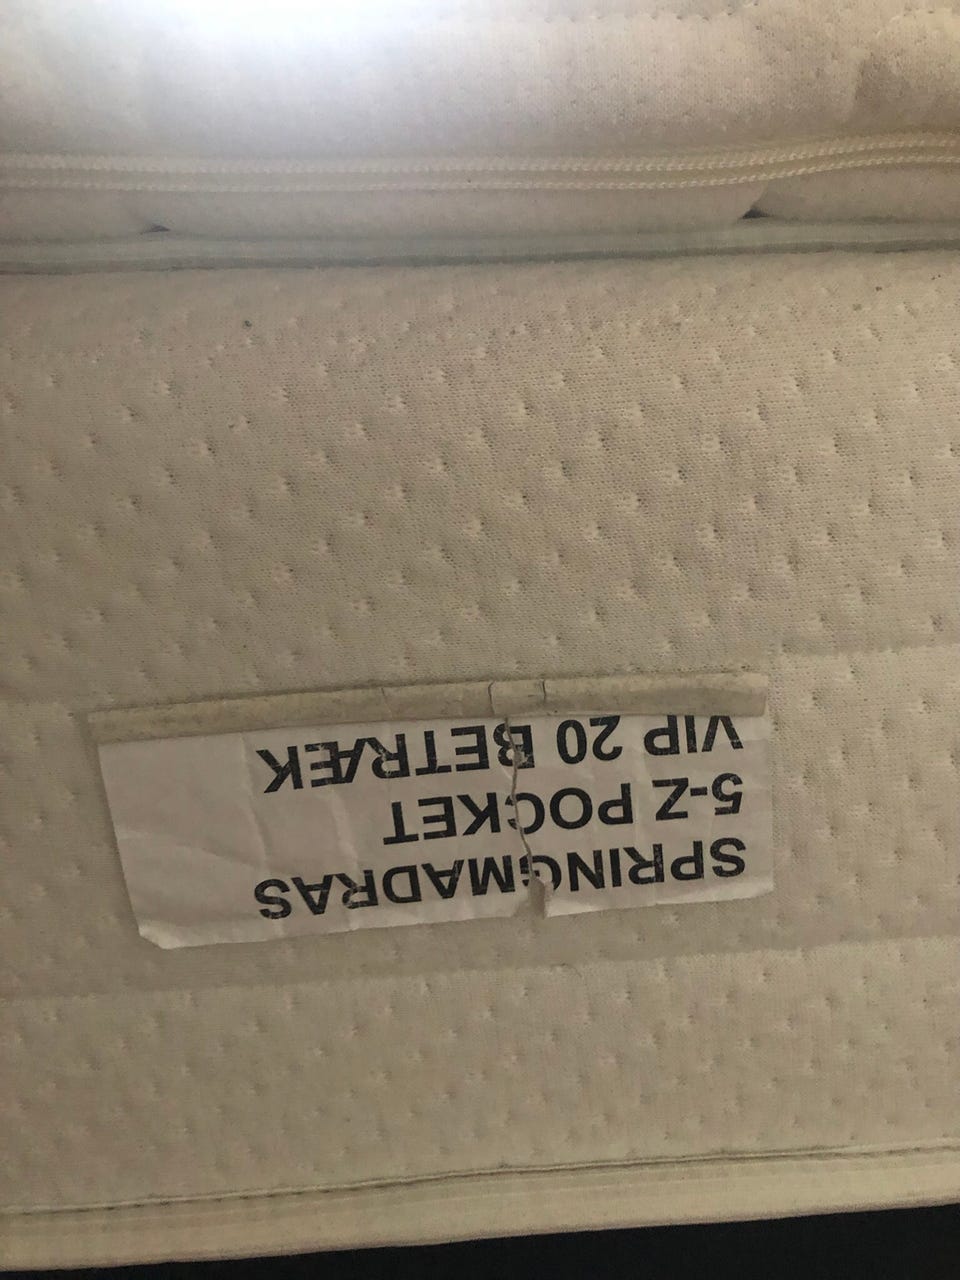 SPRINGMADRAS
5-Z POCKET
VIP 20 BETRÆK